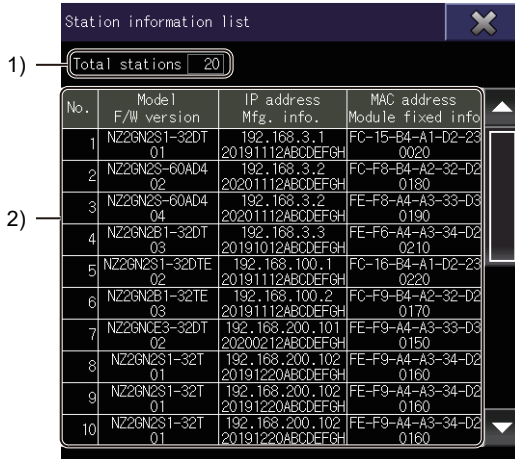 Station information list
1) Total stations 20
2)
No. Model IP address MAC address
F/W version Mfg. info. Module fixed info
1 NZ2GN2S1-32DT 192.168.3.1 FC-15-B4-A1-D2-23
01 20191112ABCDEFGH 0020
2 NZ2GN2S-60AD4 192.168.3.2 FC-F8-B4-A2-32-D2
02 20201112ABCDEFGH 0180
3 NZ2GN2S-60AD4 192.168.3.2 FE-F8-A4-A3-33-D3
04 20201112ABCDEFGH 0190
4 NZ2GN2B1-32DT 192.168.3.3 FE-F6-A4-A3-34-D2
03 20191012ABCDEFGH 0210
5 NZ2GN2S1-32DTE 192.168.100.1 FC-16-B4-A1-D2-23
02 20191112ABCDEFGH 0220
6 NZ2GN2B1-32TE 192.168.100.2 FC-F9-B4-A2-32-D2
03 20191112ABCDEFGH 0170
7 NZ2GNCE3-32DT 192.168.200.101 FE-F9-A4-A3-33-D3
02 20200212ABCDEFGH 0150
8 NZ2GN2S1-32T 192.168.200.102 FE-F9-A4-A3-34-D2
01 20191220ABCDEFGH 0160
9 NZ2GN2S1-32T 192.168.200.102 FE-F9-A4-A3-34-D2
01 20191220ABCDEFGH 0160
10 NZ2GN2S1-32T 192.168.200.102 FE-F9-A4-A3-34-D2
01 20191220ABCDEFGH 0160